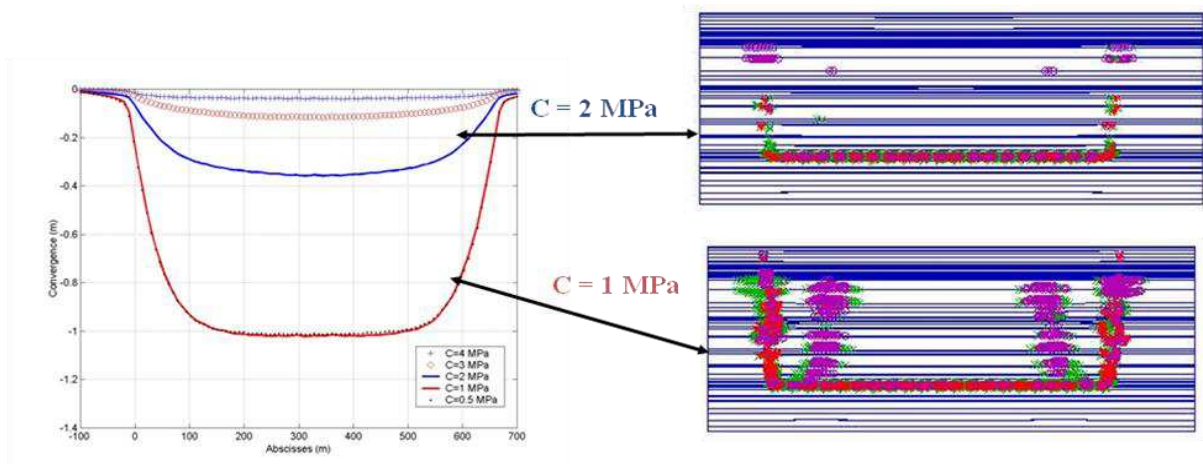 0
-0.2
-0.4
-0.6
-0.8
-1
-1.2
-1.4
Convergence (m)
-100 0 100 200 300 400 500 600 700
Abscisses (m)
C=4 MPa
C=3 MPa
C=2 MPa
C=1 MPa
C=0.5 MPa
C = 2 MPa
C = 1 MPa